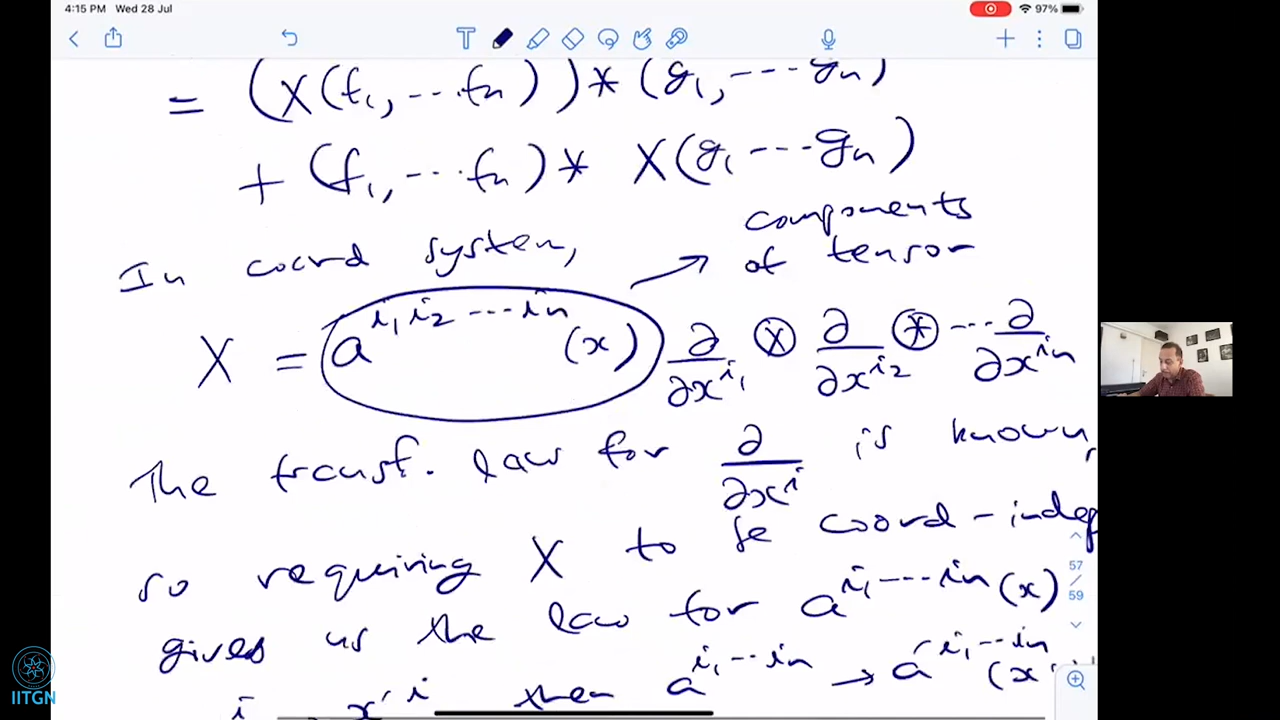 4:15 PM Wed 28 Jul
97%
= (X(f₁, ... fₙ)) * (g₁, --- gₙ)
+ (f₁, ... fₙ) * X(g₁ --- gₙ)
components
of tensor
In coord system,
X = a^{i₁i₂ --- iₙ}(x) ∂/∂x^{i₁} ⊗ ∂/∂x^{i₂} ⊛ --- ∂/∂x^{iₙ}
The transf. law for ∂/∂x^i is known,
so requiring X to be coord-indep
gives us the law for a^{i₁ --- iₙ}(x)
i x'^i then a^{i₁ -- iₙ} → a'^{i₁ --- iₙ}(x'
57
/
59
IITGN